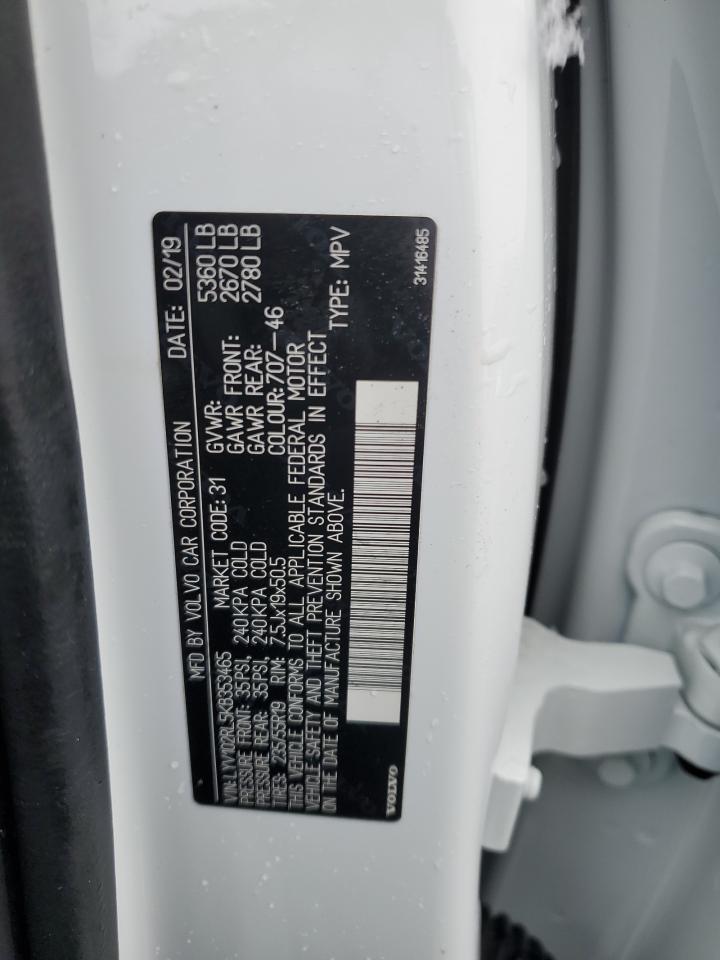 MFD BY VOLVO CAR CORPORATION DATE: 02/19
VIN: LYV102RL5KB353465 MARKET CODE: 31 GVWR: 5360 LB
PRESSURE FRONT: 35PSI, 240KPA COLD GAWR FRONT: 2670 LB
PRESSURE REAR: 35PSI, 240KPA COLD GAWR REAR: 2780 LB
TIRES: 235/55R19 RIM: 7.5Jx19x50.5 COLOUR: 707-46
THIS VEHICLE CONFORMS TO ALL APPLICABLE FEDERAL MOTOR
VEHICLE SAFETY AND THEFT PREVENTION STANDARDS IN EFFECT
ON THE DATE OF MANUFACTURE SHOWN ABOVE. TYPE: MPV
VOLVO 31416485